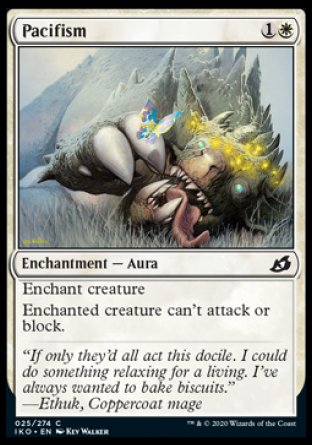 Pacifism 1
Enchantment — Aura
Enchant creature
Enchanted creature can't attack or
block.
"If only they'd all act this docile. I could
do something relaxing for a living. I've
always wanted to bake biscuits."
—Ethuk, Coppercoat mage
025/274 C
IKO • EN Key Walker
™ & © 2020 Wizards of the Coast